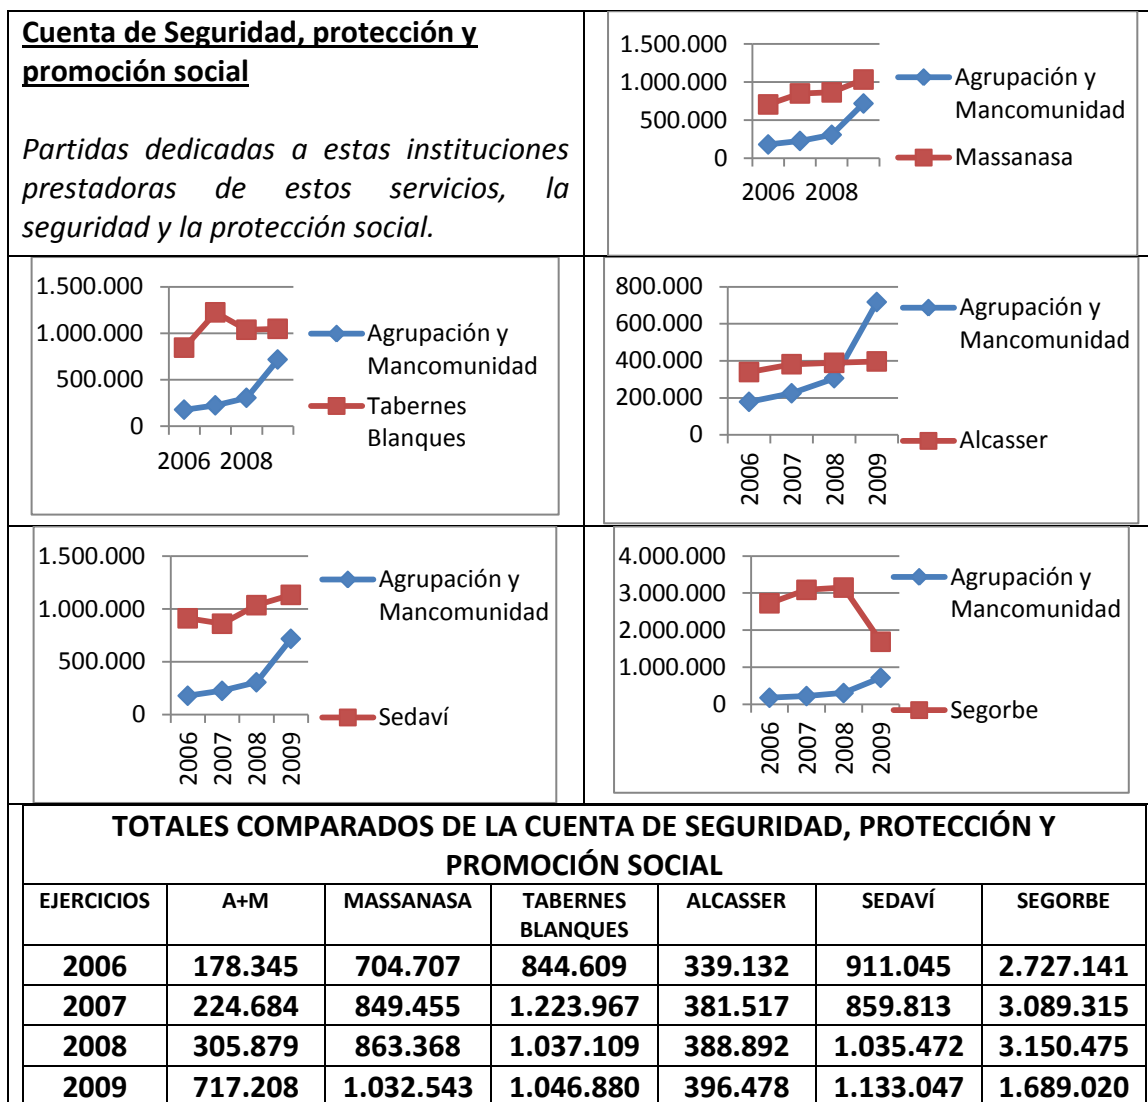 Cuenta de Seguridad, protección y
promoción social
Partidas dedicadas a estas instituciones
prestadoras de estos servicios, la
seguridad y la protección social.
1.500.000
1.000.000
500.000
0
2006 2008
Agrupación y
Mancomunidad
Massanasa
1.500.000
1.000.000
500.000
0
2006 2008
Agrupación y
Mancomunidad
Tabernes
Blanques
800.000
600.000
400.000
200.000
0
2006
2007
2008
2009
Agrupación y
Mancomunidad
Alcasser
1.500.000
1.000.000
500.000
0
2006
2007
2008
2009
Agrupación y
Mancomunidad
Sedaví
4.000.000
3.000.000
2.000.000
1.000.000
0
2006
2007
2008
2009
Agrupación y
Mancomunidad
Segorbe
TOTALES COMPARADOS DE LA CUENTA DE SEGURIDAD, PROTECCIÓN Y
PROMOCIÓN SOCIAL
EJERCICIOS A+M MASSANASA TABERNES BLANQUES ALCASSER SEDAVÍ SEGORBE
2006 178.345 704.707 844.609 339.132 911.045 2.727.141
2007 224.684 849.455 1.223.967 381.517 859.813 3.089.315
2008 305.879 863.368 1.037.109 388.892 1.035.472 3.150.475
2009 717.208 1.032.543 1.046.880 396.478 1.133.047 1.689.020